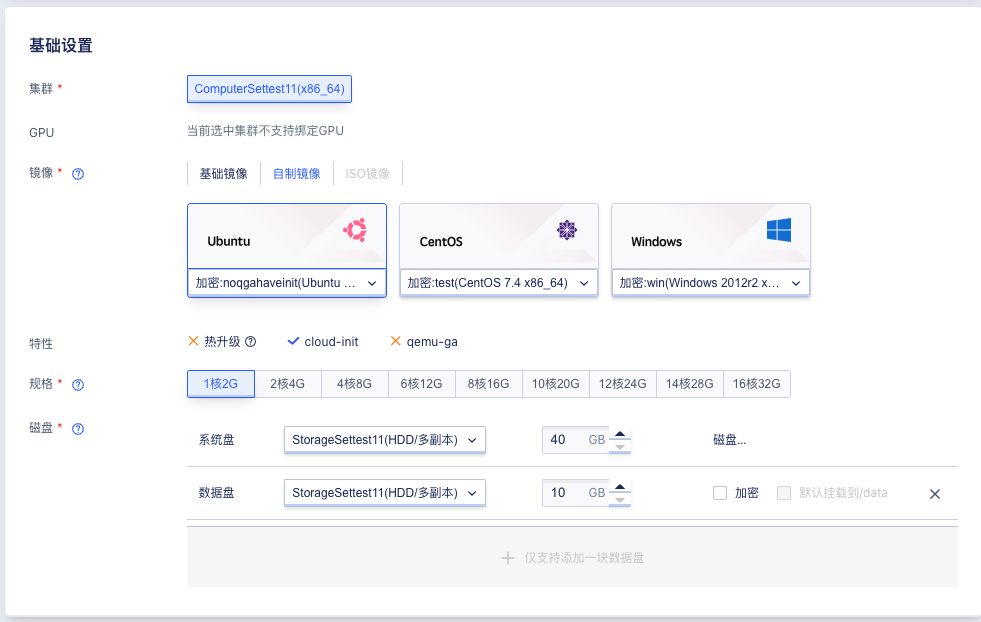 基础设置
集群 * ComputerSettest11(x86_64)
GPU 当前选中集群不支持绑定GPU
镜像 * 基础镜像 自制镜像 ISO镜像
Ubuntu CentOS Windows
加密:noqgahaveinit(Ubuntu ... 加密:test(CentOS 7.4 x86_64) 加密:win(Windows 2012r2 x...
特性 热升级 cloud-init qemu-ga
规格 * 1核2G 2核4G 4核8G 6核12G 8核16G 10核20G 12核24G 14核28G 16核32G
磁盘 * 系统盘 StorageSettest11(HDD/多副本) 40 GB 磁盘...
数据盘 StorageSettest11(HDD/多副本) 10 GB 加密 默认挂载到/data
仅支持添加一块数据盘